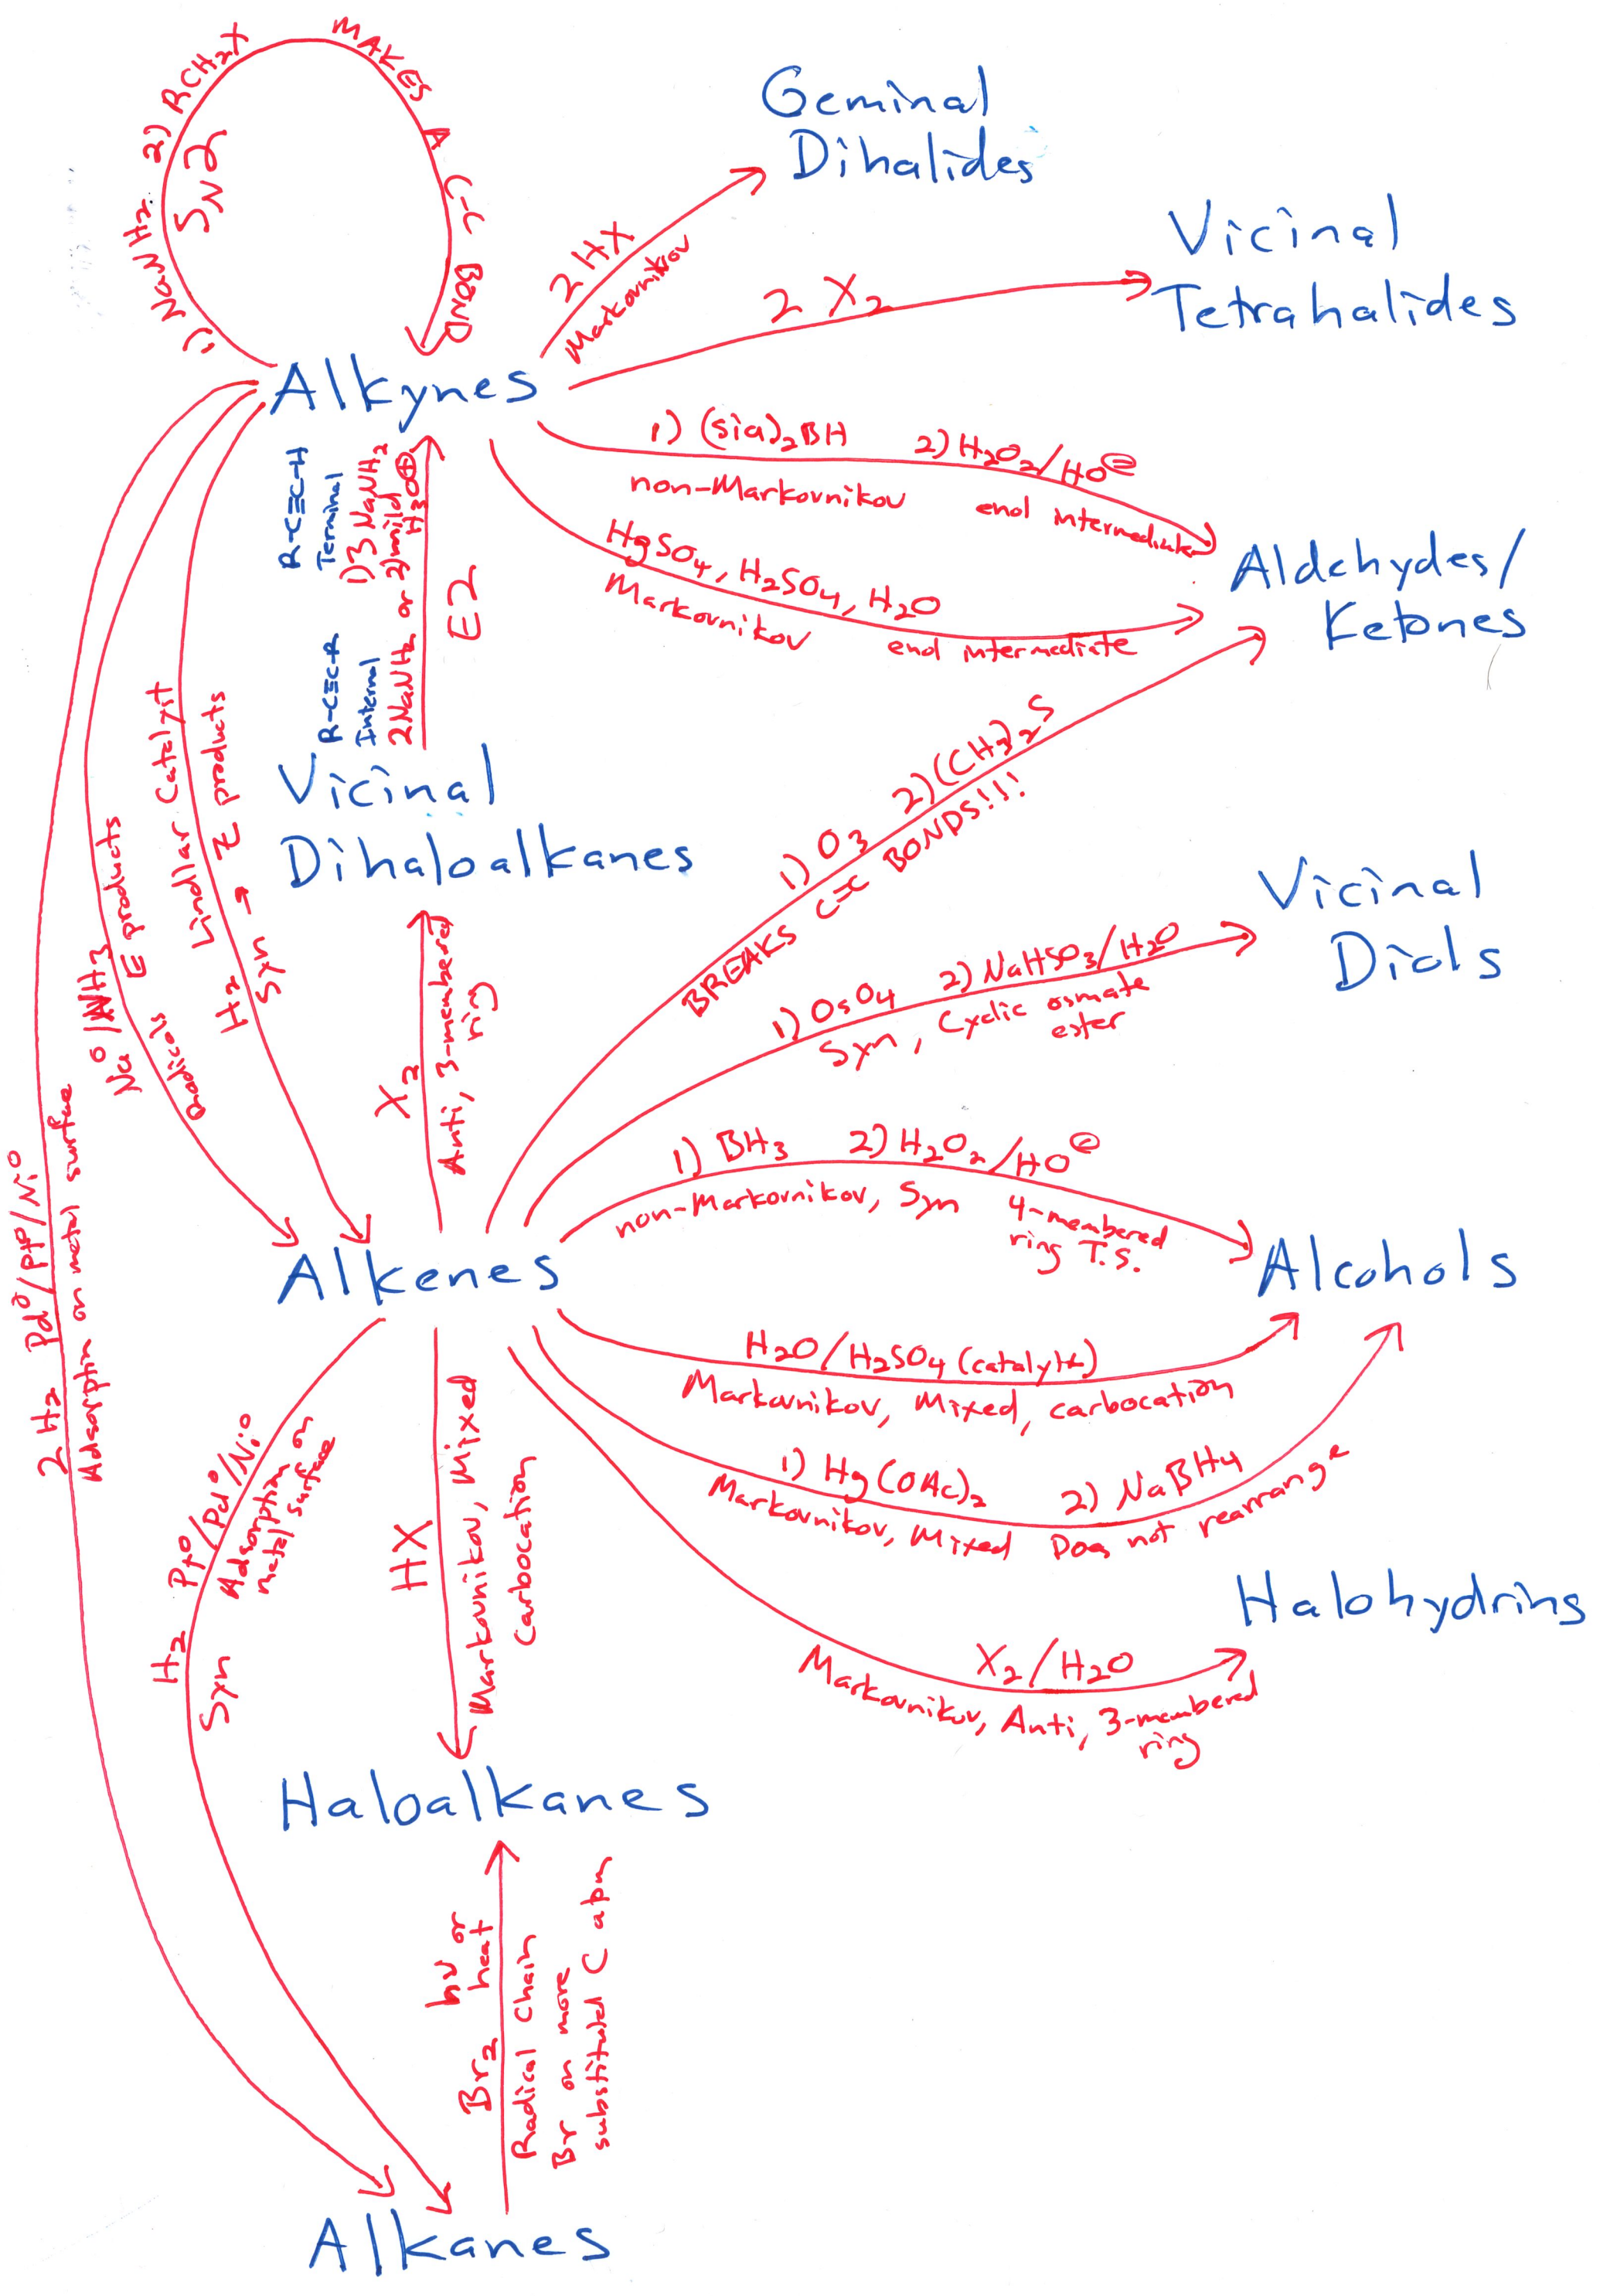 1) NaNH2 2) RCH2X
SN2
MAKES A C-C BOND
Geminal
Dihalides
2 HX
Markovnikov
Vicinal
Tetrahalides
2 X2
Alkynes
1) (sia)2BH 2) H2O2/HO⊖
non-Markovnikov enol intermediate
HgSO4, H2SO4, H2O
Markovnikov enol intermediate
Aldehydes/
Ketones
R-C≡C-H
Terminal
1) 3 NaNH2
2) mild H3O⊕
R-C≡C-R
Internal
2NaNH2 or
E2
Vicinal
Dihaloalkanes
1) O3 2) (CH3)2S
BREAKS C=C BONDS!!!
Vicinal
Diols
1) OsO4 2) NaHSO3/H2O
Syn, Cyclic osmate
ester
X2
Anti, 3-membered
ring
H2 Lindlar Catalyst
Syn → Z products
Na⁰/NH3 E products
Radicals
2 H2 Pd⁰/Pt⁰/Ni⁰
Adsorption on metal surface
1) BH3 2) H2O2/HO⊖
non-Markovnikov, Syn 4-membered
ring T.S.
Alkenes
Alcohols
H2O/H2SO4 (catalytic)
Markovnikov, Mixed, carbocation
1) Hg(OAc)2 2) NaBH4
Markovnikov, Mixed Does not rearrange
Halohydrins
X2/H2O
Markovnikov, Anti, 3-membered
ring
H2 Pt⁰/Pd⁰/Ni⁰
Syn Adsorption on
metal surface
HX
Markovnikov, Mixed
Carbocation
Haloalkanes
Br2 hν or
heat
Radical Chain
Br on more
substituted C atom
Alkanes